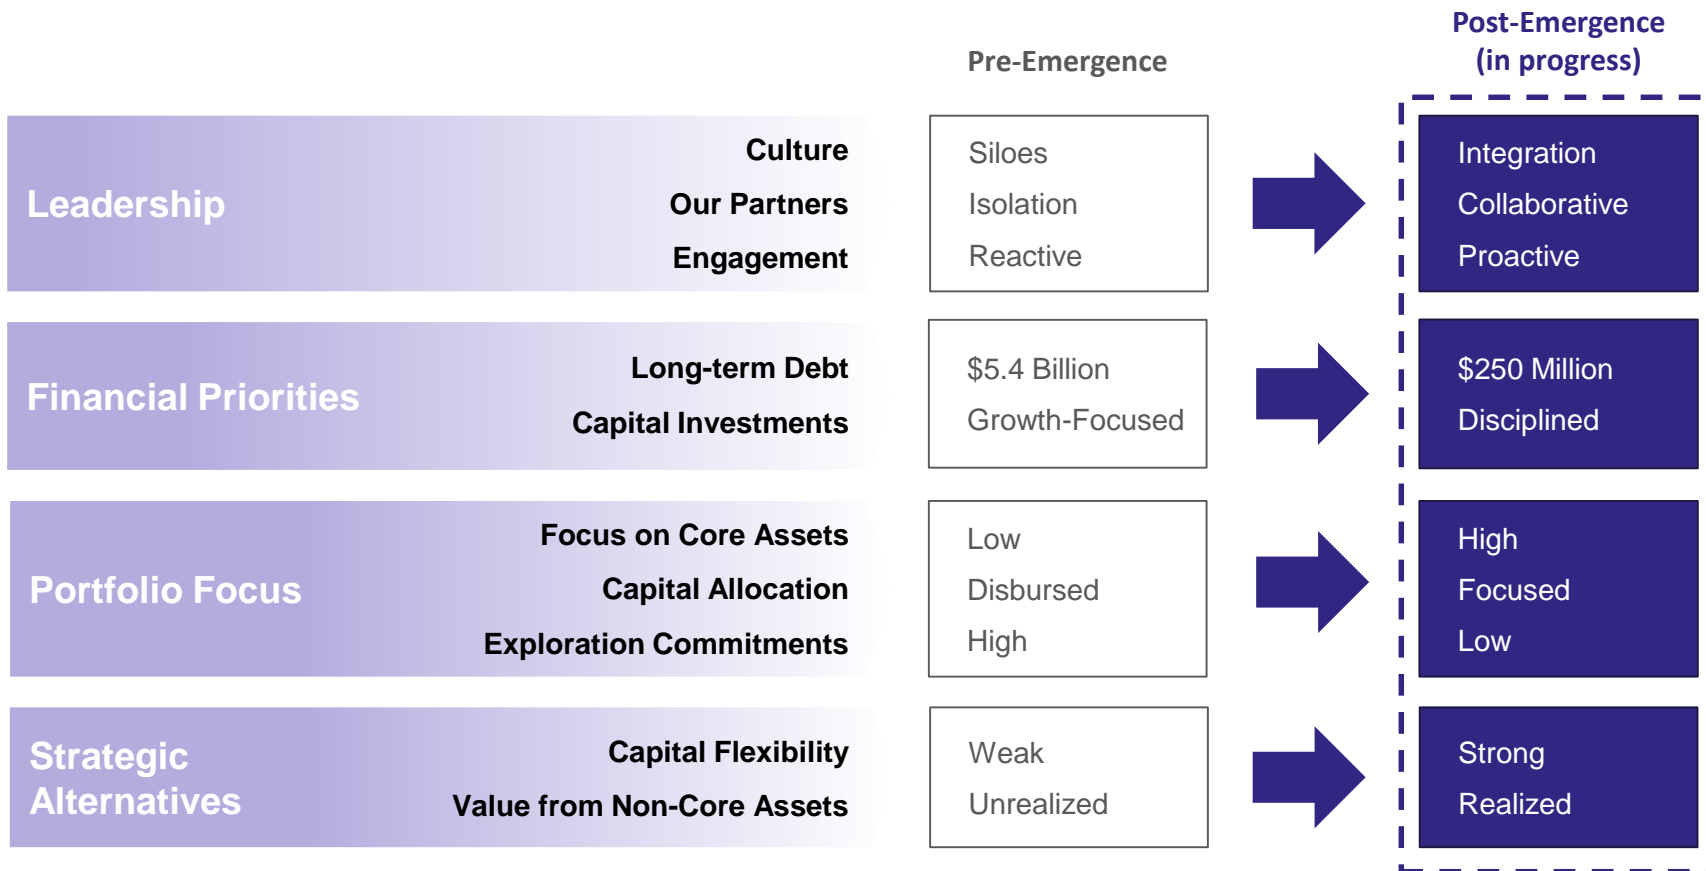 Pre-Emergence
Post-Emergence
(in progress)
Leadership
Culture
Our Partners
Engagement
Siloes
Isolation
Reactive
Integration
Collaborative
Proactive
Financial Priorities
Long-term Debt
Capital Investments
$5.4 Billion
Growth-Focused
$250 Million
Disciplined
Portfolio Focus
Focus on Core Assets
Capital Allocation
Exploration Commitments
Low
Disbursed
High
High
Focused
Low
Strategic
Alternatives
Capital Flexibility
Value from Non-Core Assets
Weak
Unrealized
Strong
Realized